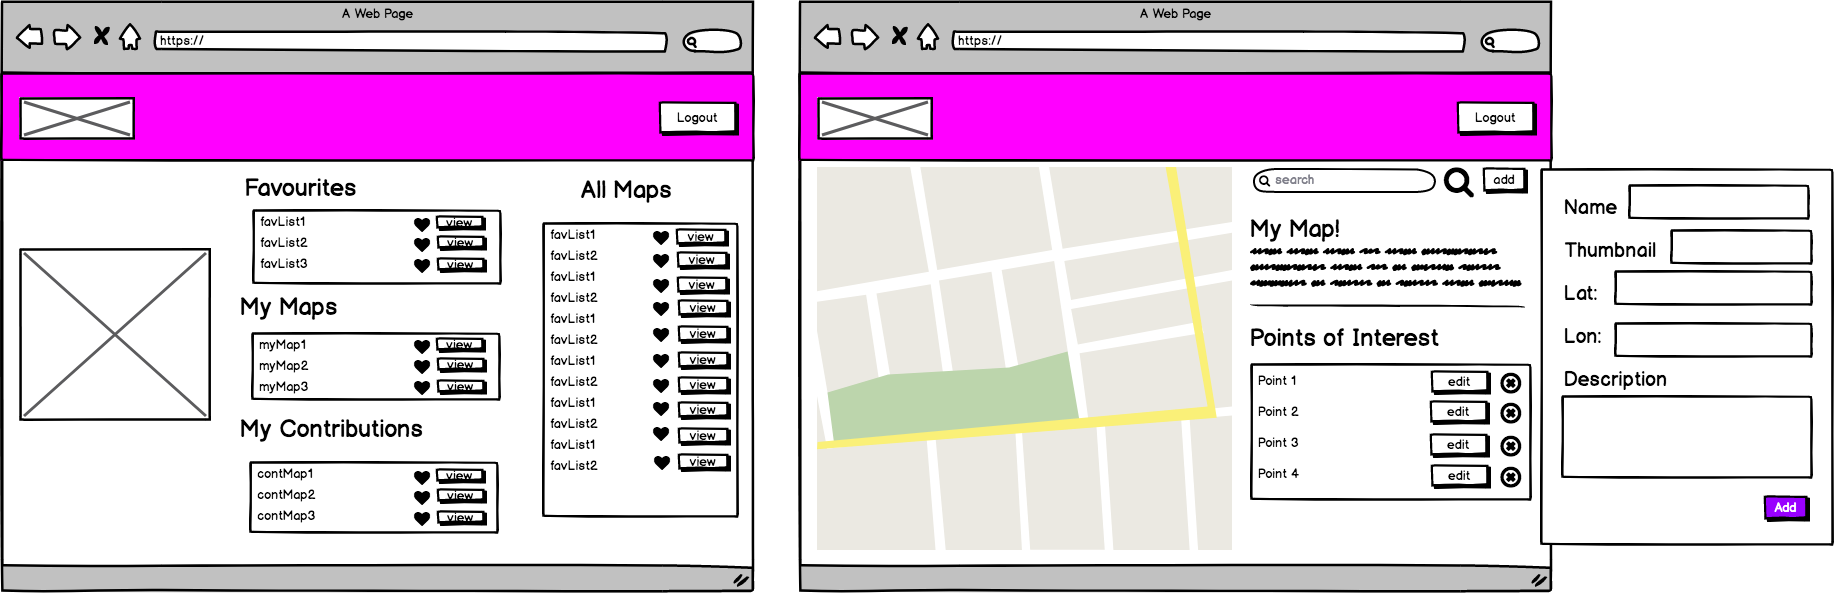 A Web Page
https://
Logout
Favourites
favList1 view
favList2 view
favList3 view
My Maps
myMap1 view
myMap2 view
myMap3 view
My Contributions
contMap1 view
contMap2 view
contMap3 view
All Maps
favList1 view
favList2 view
favList1 view
favList2 view
favList1 view
favList2 view
favList1 view
favList2 view
favList1 view
favList2 view
favList1
favList2 view
A Web Page
https://
Logout
search
add
My Map!
Points of Interest
Point 1 edit
Point 2 edit
Point 3 edit
Point 4 edit
Name
Thumbnail
Lat:
Lon:
Description
Add